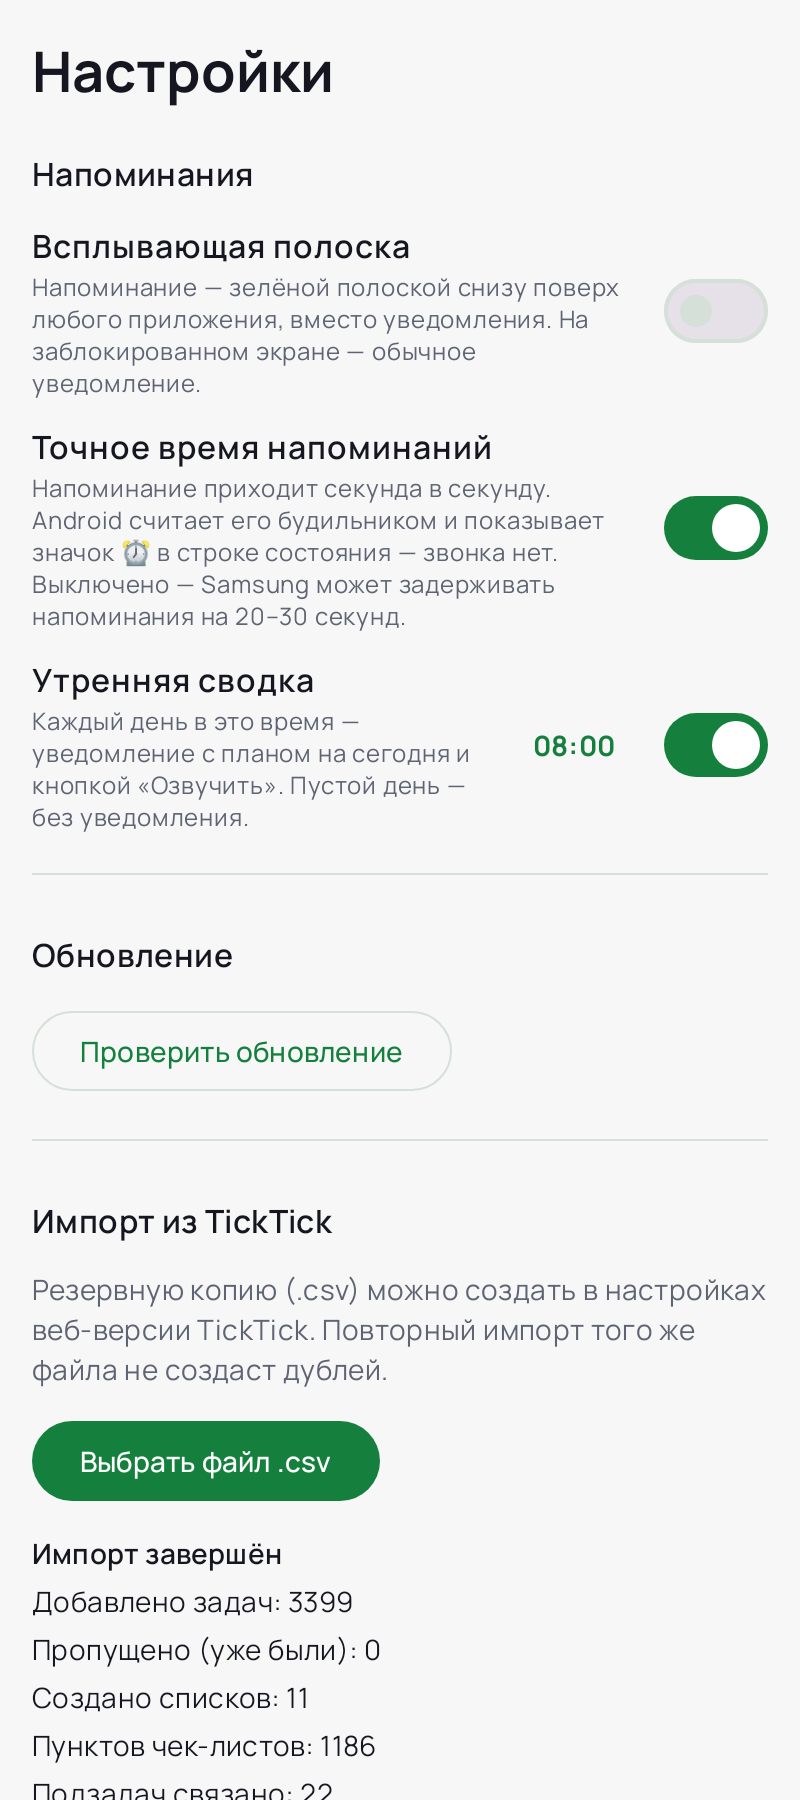 Настройки
Напоминания
Всплывающая полоска
Напоминание — зелёной полоской снизу поверх
любого приложения, вместо уведомления. На
заблокированном экране — обычное
уведомление.
Точное время напоминаний
Напоминание приходит секунда в секунду.
Android считает его будильником и показывает
значок ⏰ в строке состояния — звонка нет.
Выключено — Samsung может задерживать
напоминания на 20–30 секунд.
Утренняя сводка
Каждый день в это время —
уведомление с планом на сегодня и
кнопкой «Озвучить». Пустой день —
без уведомления.
08:00
Обновление
Проверить обновление
Импорт из TickTick
Резервную копию (.csv) можно создать в настройках
веб-версии TickTick. Повторный импорт того же
файла не создаст дублей.
Выбрать файл .csv
Импорт завершён
Добавлено задач: 3399
Пропущено (уже были): 0
Создано списков: 11
Пунктов чек-листов: 1186
Подзадач связано: 22